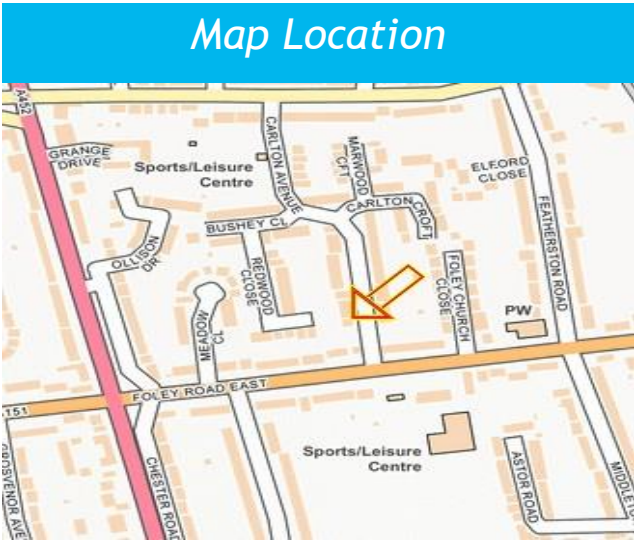 Map Location
A452
GRANGE
DRIVE
Sports/Leisure
Centre
CARLTON AVENUE
MARWOOD
CFT
ELFORD
CLOSE
FEATHERSTON ROAD
CARLTON
CROFT
BUSHEY CL
OLLISON
DR
REDWOOD
CLOSE
FOLEY CHURCH
CLOSE
MEADOW
CL
PW
FOLEY ROAD EAST
151
Sports/Leisure
Centre
GROSVENOR AVE
CHESTER ROAD
ASTOR ROAD
MIDDLETO